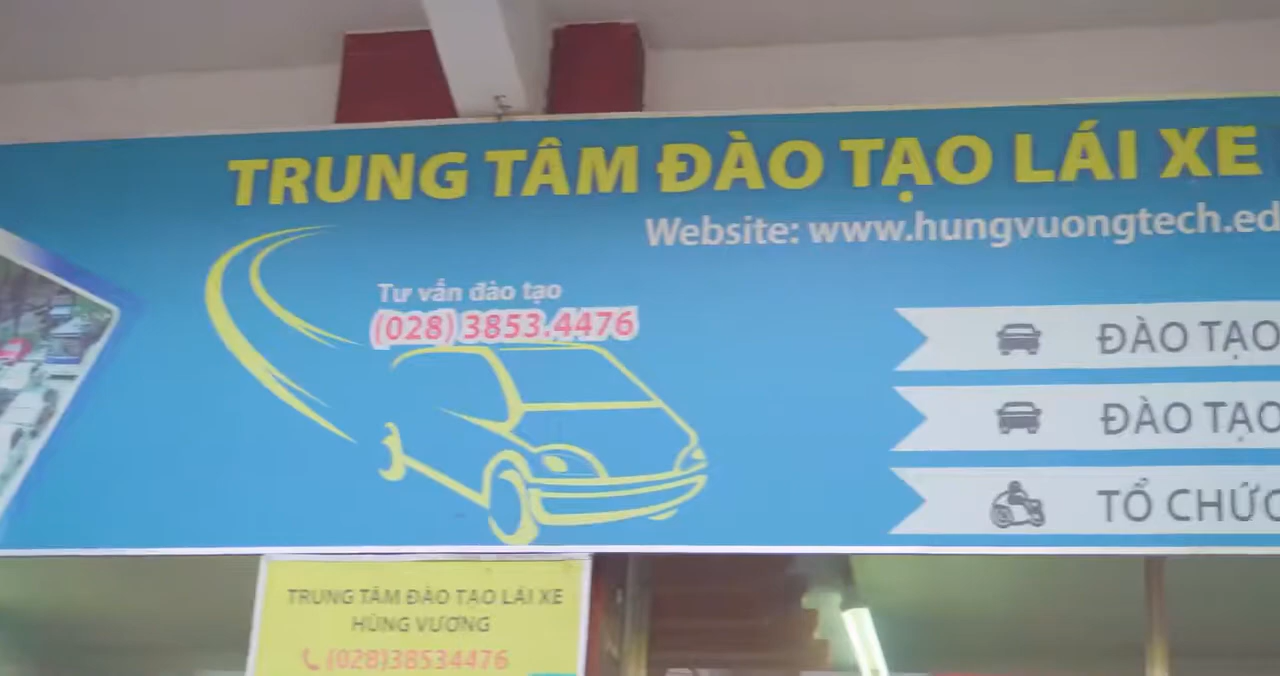 TRUNG TÂM ĐÀO TẠO LÁI XE
Website: www.hungvuongtech.ed
Tư vấn đào tạo
(028) 3853.4476
ĐÀO TẠO
ĐÀO TẠO
TỔ CHỨC
TRUNG TÂM ĐÀO TẠO LÁI XE
HÙNG VƯƠNG
(028)38534476